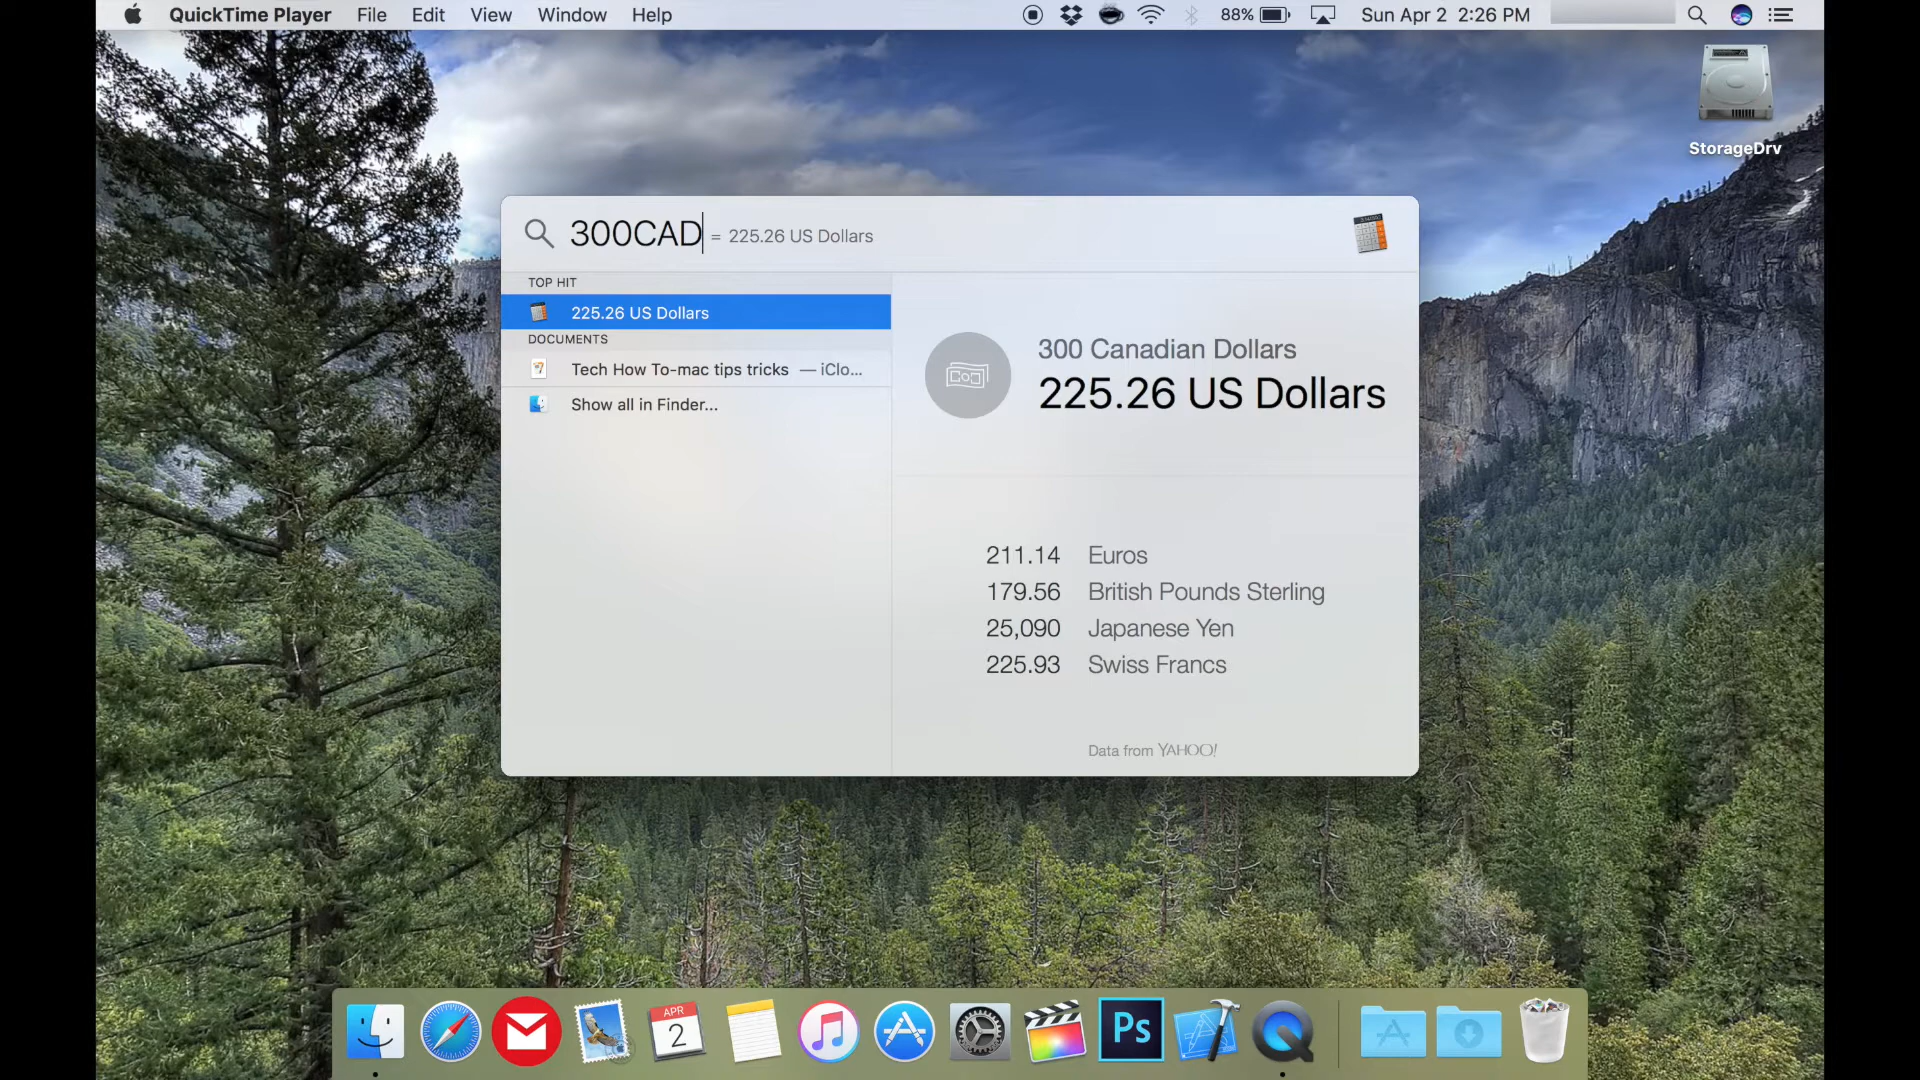 QuickTime Player File Edit View Window Help 88% Sun Apr 2 2:26 PM
StorageDrv
300CAD = 225.26 US Dollars
TOP HIT
225.26 US Dollars
DOCUMENTS
Tech How To-mac tips tricks — iClo...
Show all in Finder...
300 Canadian Dollars
225.26 US Dollars
211.14 Euros
179.56 British Pounds Sterling
25,090 Japanese Yen
225.93 Swiss Francs
Data from YAHOO!
APR
2
Ps